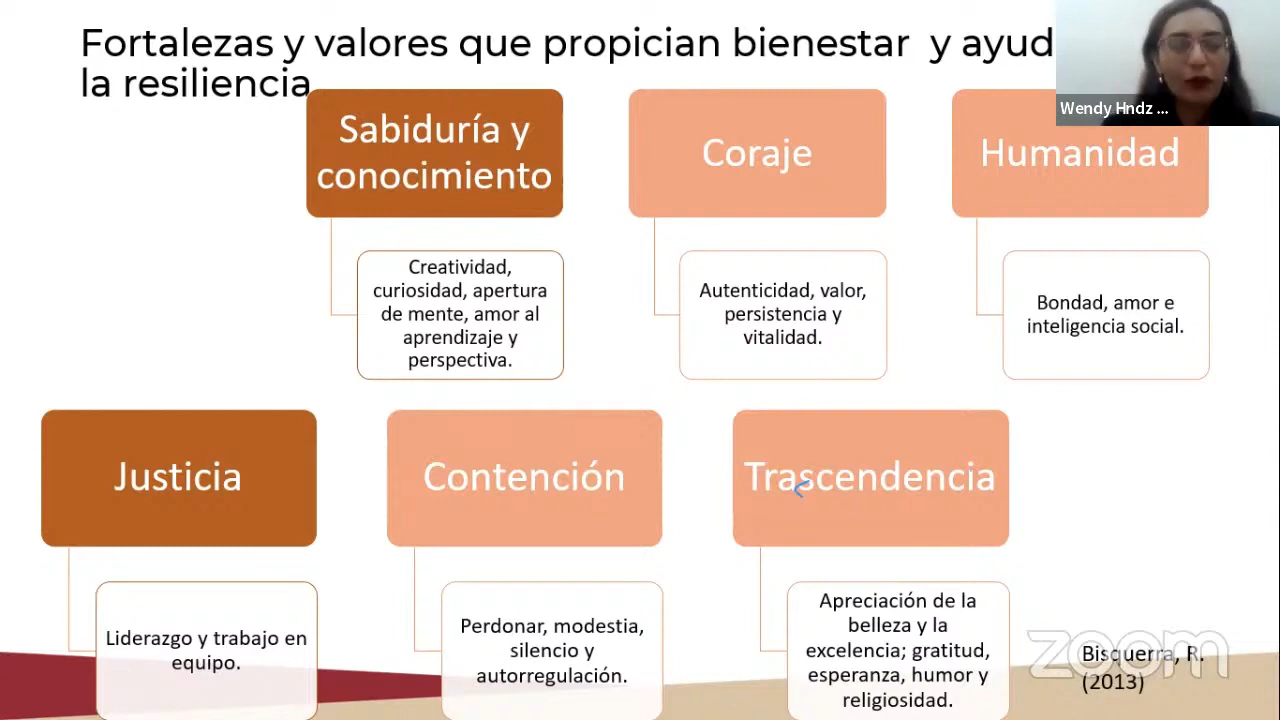 Fortalezas y valores que propician bienestar y ayud
la resiliencia
Wendy Hndz ...
Sabiduría y
conocimiento
Coraje
Humanidad
Creatividad,
curiosidad, apertura
de mente, amor al
aprendizaje y
perspectiva.
Autenticidad, valor,
persistencia y
vitalidad.
Bondad, amor e
inteligencia social.
Justicia
Contención
Trascendencia
Liderazgo y trabajo en
equipo.
Perdonar, modestia,
silencio y
autorregulación.
Apreciación de la
belleza y la
excelencia; gratitud,
esperanza, humor y
religiosidad.
zoom
Bisquerra, R.
(2013)